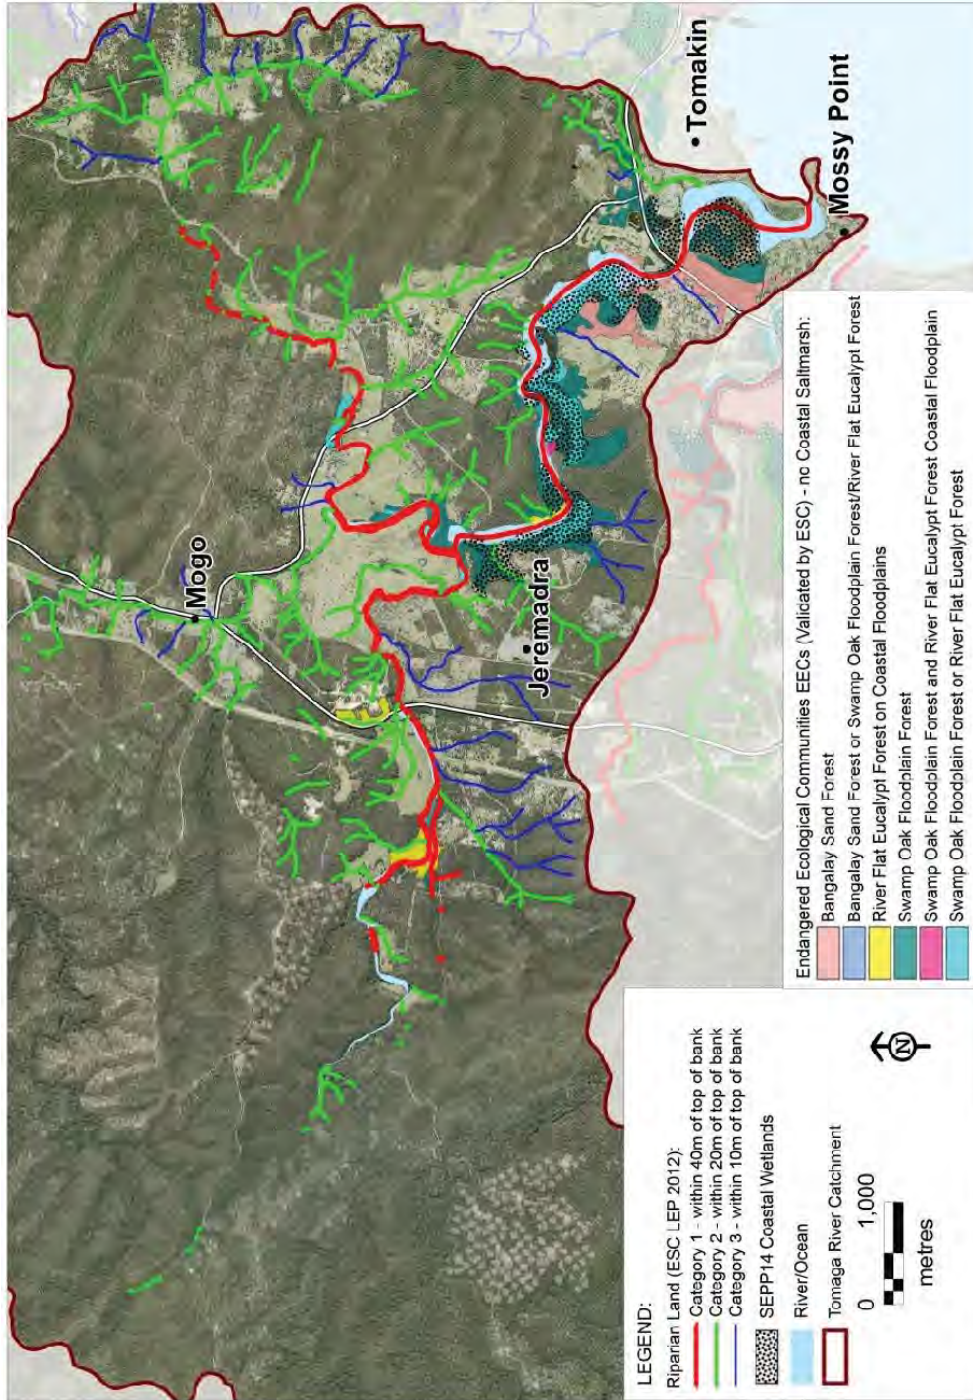 Tomakin
Mossy Point
Mogo
Jeremadra
LEGEND:
Riparian Land (ESC LEP 2012):
Category 1 - within 40m of top of bank
Category 2 - within 20m of top of bank
Category 3 - within 10m of top of bank
SEPP14 Coastal Wetlands
River/Ocean
Tomaga River Catchment
0 1,000
metres
N
Endangered Ecological Communities EECs (Validated by ESC) - no Coastal Saltmarsh:
Bangalay Sand Forest
Bangalay Sand Forest or Swamp Oak Floodplain Forest/River Flat Eucalypt Forest
River Flat Eucalypt Forest on Coastal Floodplains
Swamp Oak Floodplain Forest
Swamp Oak Floodplain Forest and River Flat Eucalypt Forest Coastal Floodplain
Swamp Oak Floodplain Forest or River Flat Eucalypt Forest